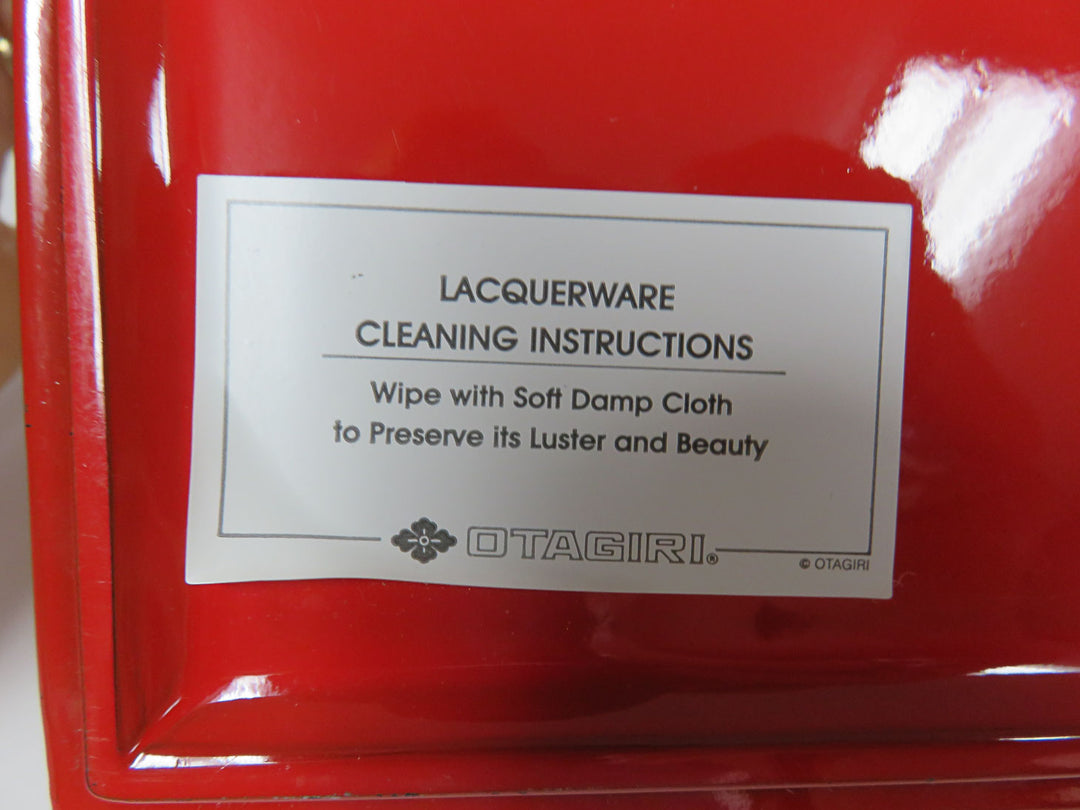 LACQUERWARE
CLEANING INSTRUCTIONS
Wipe with Soft Damp Cloth
to Preserve its Luster and Beauty
OTAGIRI®
© OTAGIRI